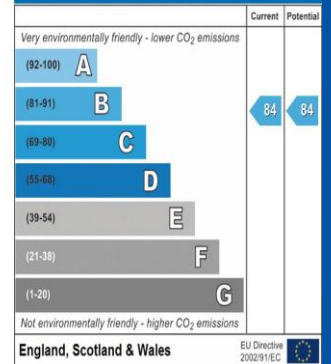 Current Potential
Very environmentally friendly - lower CO2 emissions
(92-100) A
(81-91) B 84 84
(69-80) C
(55-68) D
(39-54) E
(21-38) F
(1-20) G
Not environmentally friendly - higher CO2 emissions
England, Scotland & Wales
EU Directive
2002/91/EC